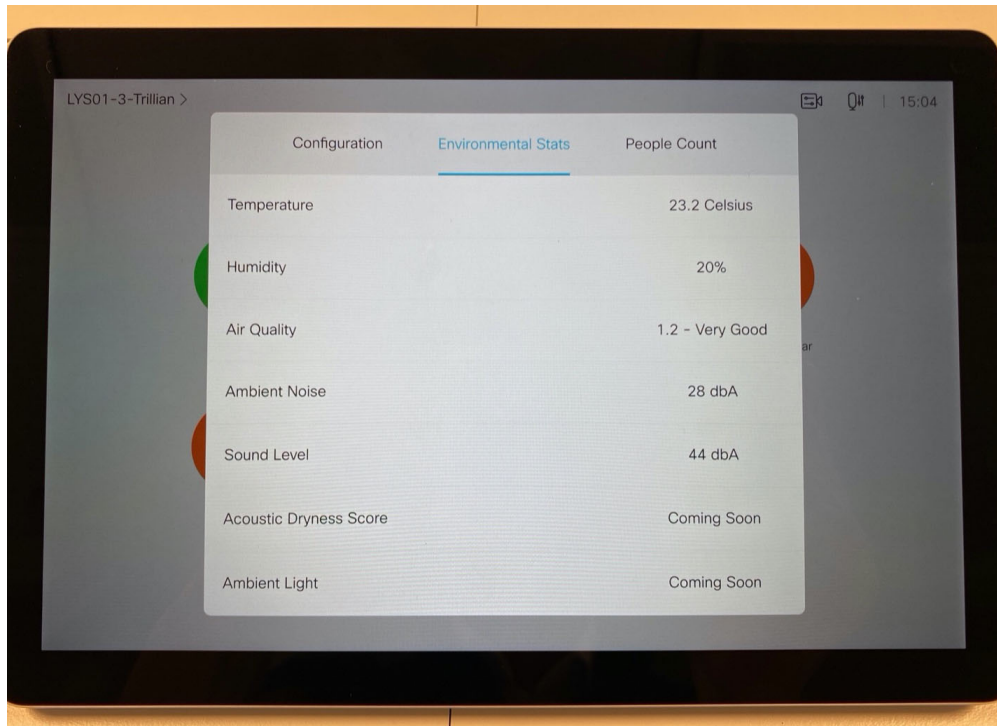 LYS01-3-Trillian >
15:04
Configuration Environmental Stats People Count
Temperature 23.2 Celsius
Humidity 20%
Air Quality 1.2 - Very Good
ar
Ambient Noise 28 dbA
Sound Level 44 dbA
Acoustic Dryness Score Coming Soon
Ambient Light Coming Soon